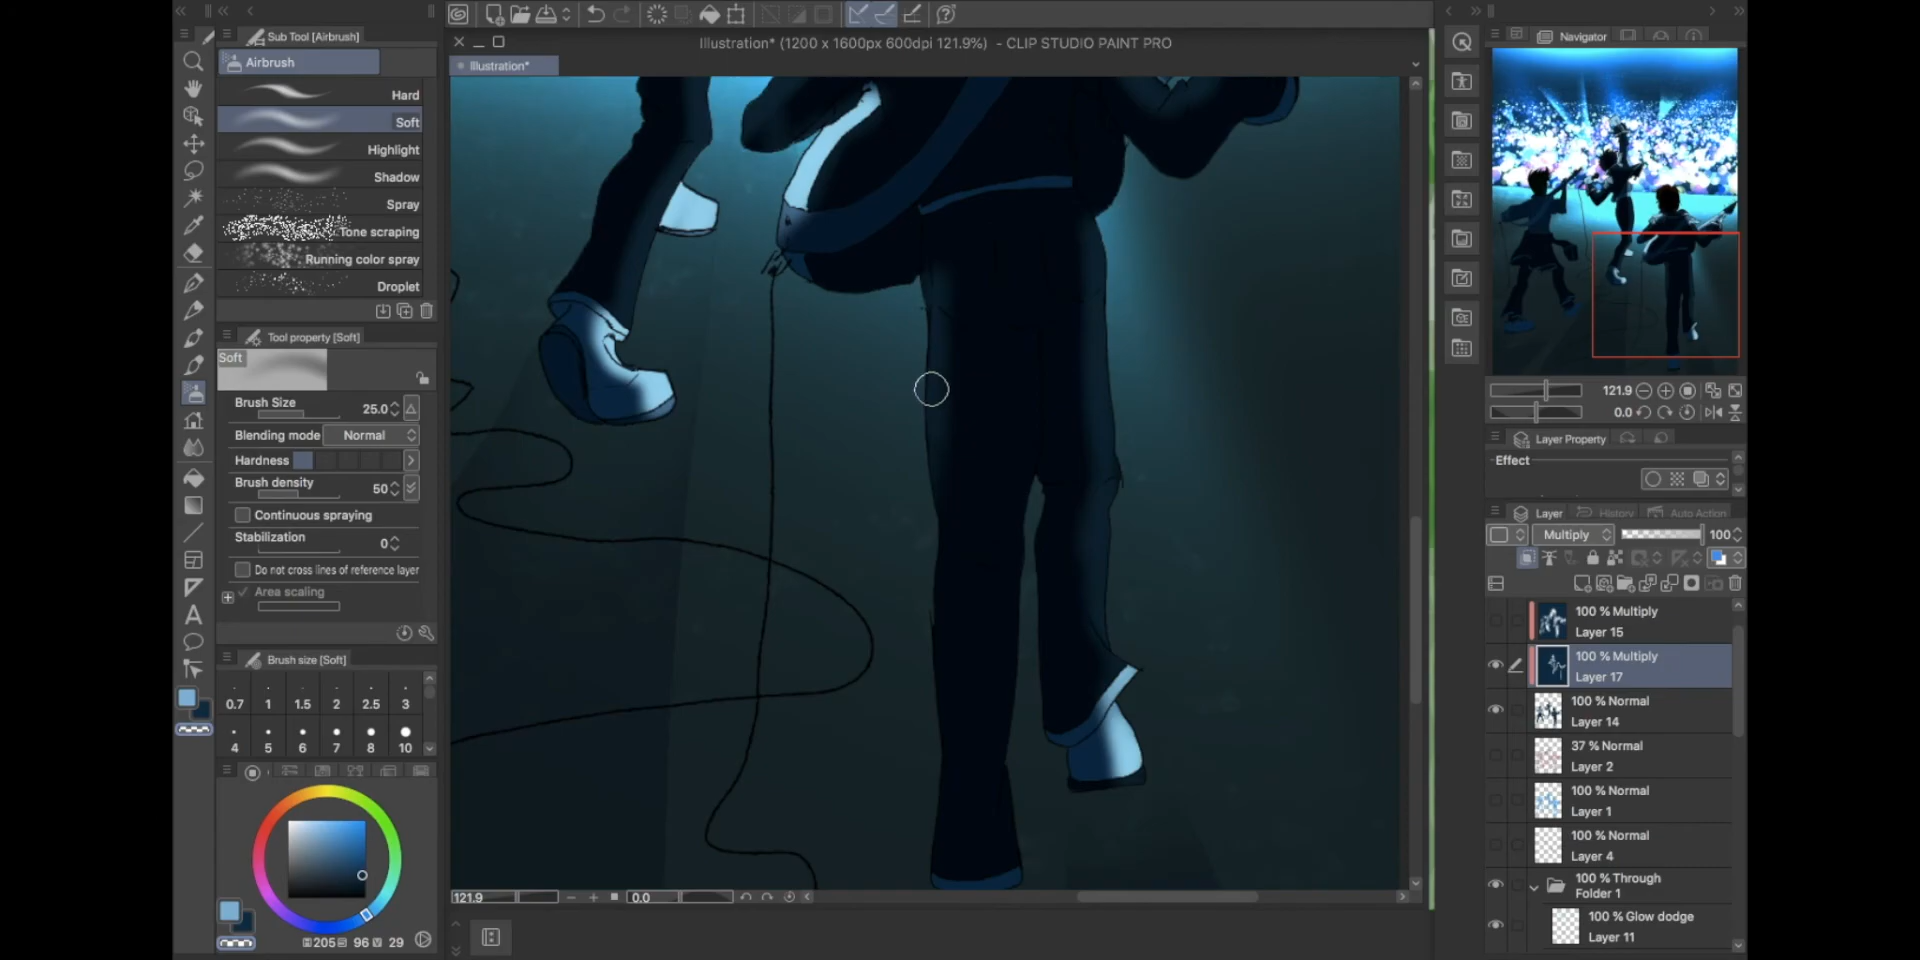 Sub Tool [Airbrush]
Airbrush
Hard
Soft
Highlight
Shadow
Spray
Tone scraping
Running color spray
Droplet
Tool property [Soft]
Soft
Brush Size 25.0
Blending mode Normal
Hardness
Brush density 50
Continuous spraying
Stabilization 0
Do not cross lines of reference layer
Area scaling
Brush size [Soft]
0.7 1 1.5 2 2.5 3
4 5 6 7 8 10
205 96 29
Illustration* (1200 x 1600px 600dpi 121.9%) - CLIP STUDIO PAINT PRO
Illustration*
121.9 0.0
Navigator
121.9
0.0
Layer Property
Effect
Layer History Auto Action
Multiply 100
100 % Multiply
Layer 15
100 % Multiply
Layer 17
100 % Normal
Layer 14
37 % Normal
Layer 2
100 % Normal
Layer 1
100 % Normal
Layer 4
100 % Through
Folder 1
100 % Glow dodge
Layer 11